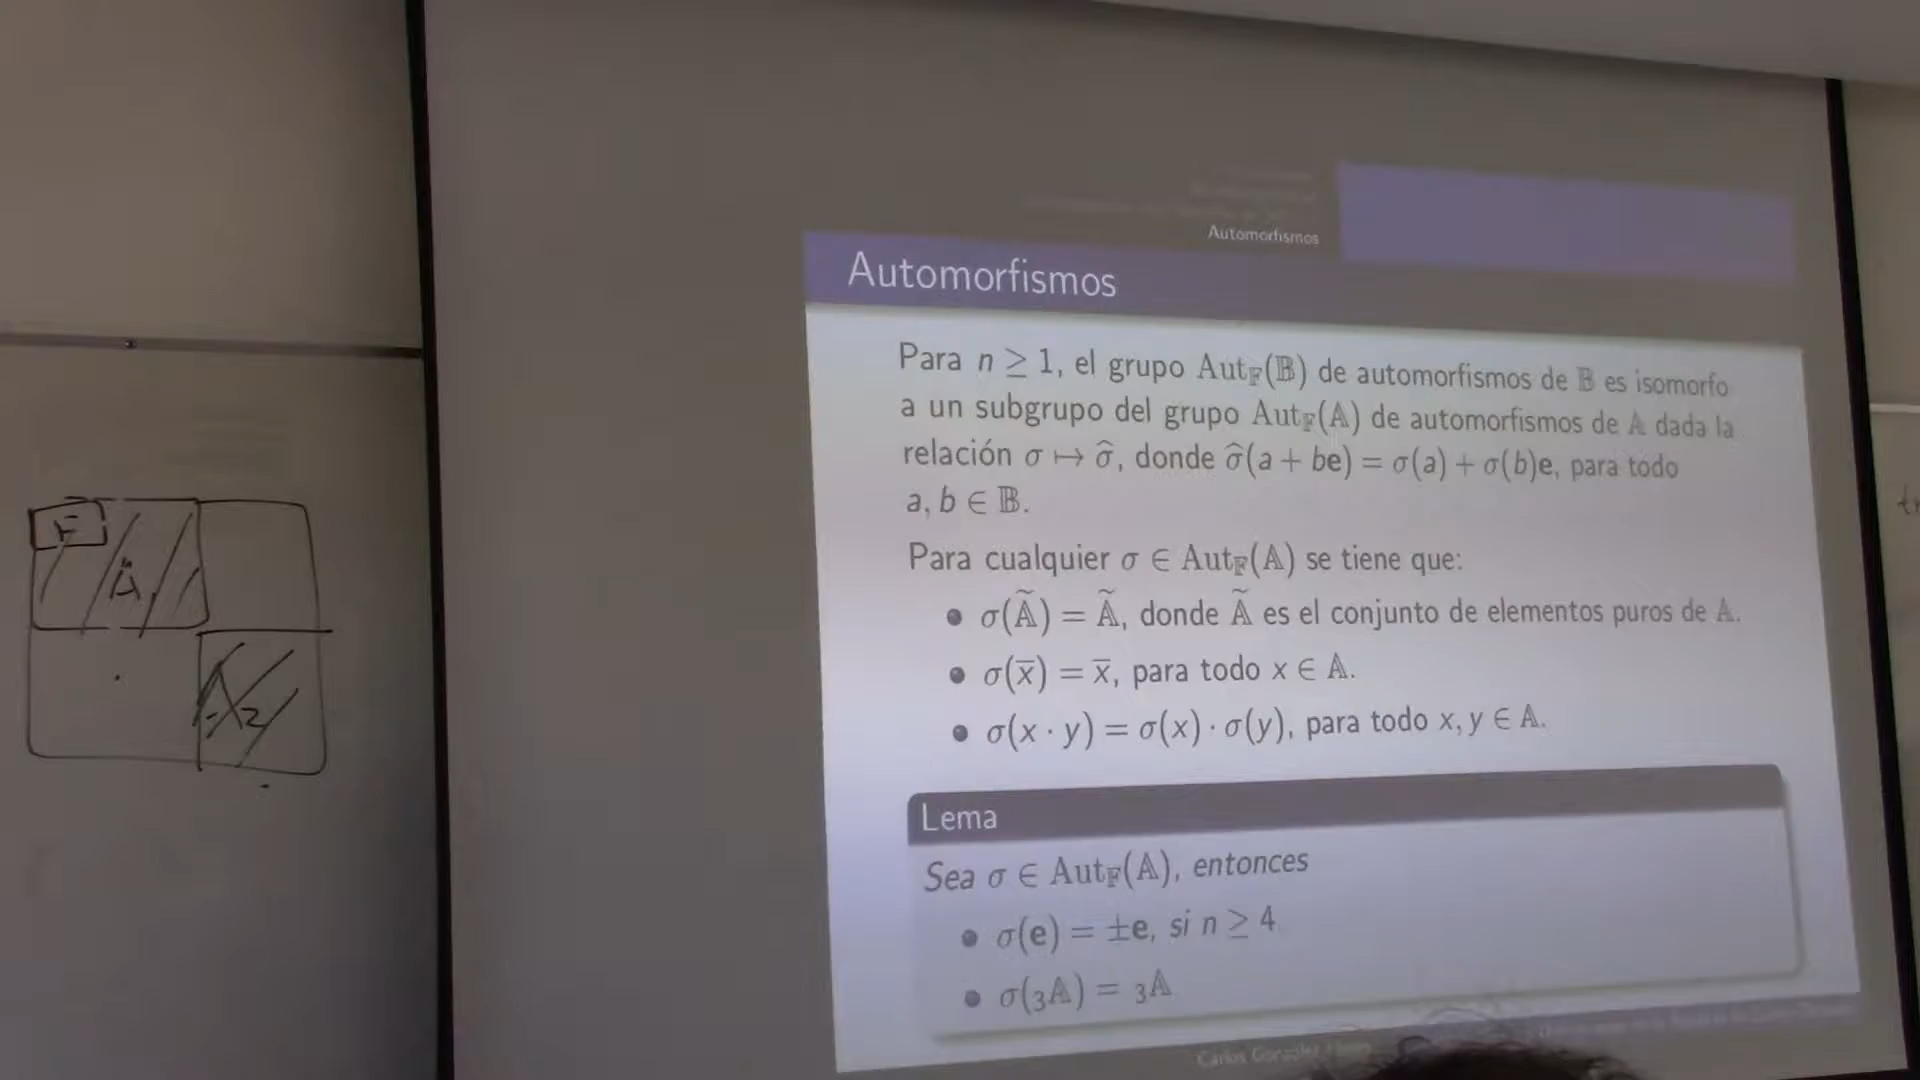 Automorfismos
Automorfismos
Para n ≥ 1, el grupo Aut𝔽(𝔹) de automorfismos de 𝔹 es isomorfo
a un subgrupo del grupo Aut𝔽(𝔸) de automorfismos de 𝔸 dada la
relación σ ↦ σ̂, donde σ̂(a + be) = σ(a) + σ(b)e, para todo
a, b ∈ 𝔹.
Para cualquier σ ∈ Aut𝔽(𝔸) se tiene que:
• σ(𝔸̃) = 𝔸̃, donde 𝔸̃ es el conjunto de elementos puros de 𝔸.
• σ(x̄) = x̄, para todo x ∈ 𝔸.
• σ(x · y) = σ(x) · σ(y), para todo x, y ∈ 𝔸.
Lema
Sea σ ∈ Aut𝔽(𝔸), entonces
• σ(e) = ±e, si n ≥ 4
• σ(₃𝔸) = ₃𝔸
Carlos González
F